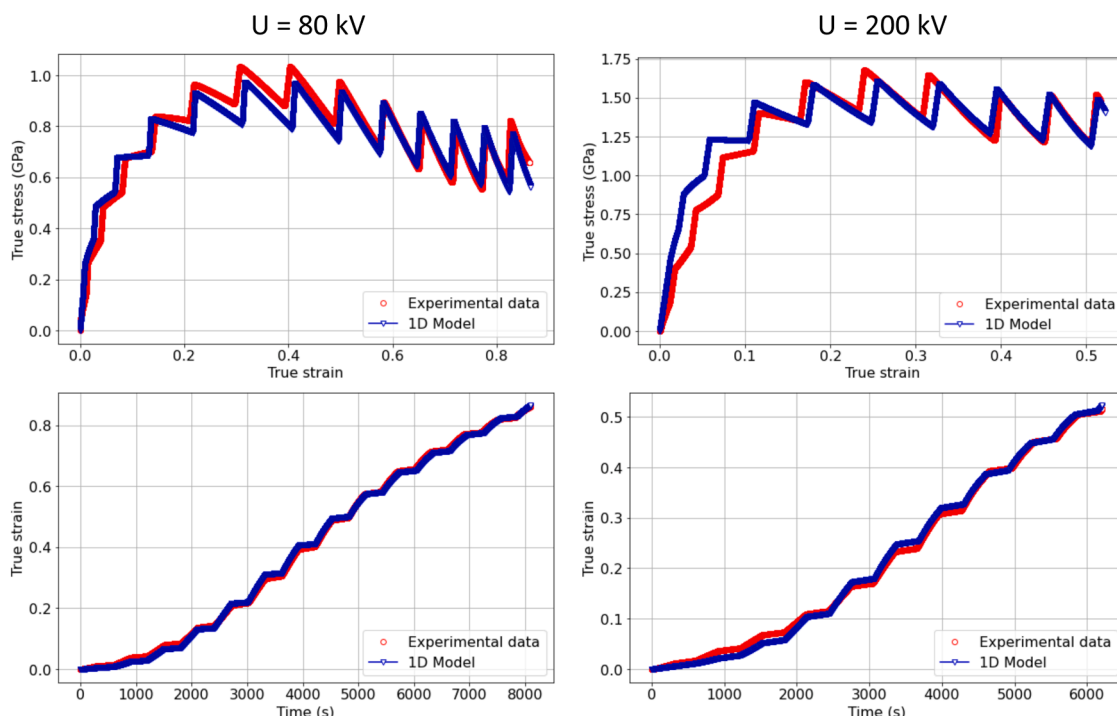 U = 80 kV
U = 200 kV
True stress (GPa)
1.0
0.8
0.6
0.4
0.2
0.0
Experimental data
1D Model
0.0 0.2 0.4 0.6 0.8
True strain
True stress (GPa)
1.75
1.50
1.25
1.00
0.75
0.50
0.25
0.00
Experimental data
1D Model
0.0 0.1 0.2 0.3 0.4 0.5
True strain
True strain
0.8
0.6
0.4
0.2
0.0
Experimental data
1D Model
0 1000 2000 3000 4000 5000 6000 7000 8000
Time (s)
True strain
0.5
0.4
0.3
0.2
0.1
0.0
Experimental data
1D Model
0 1000 2000 3000 4000 5000 6000
Time (s)